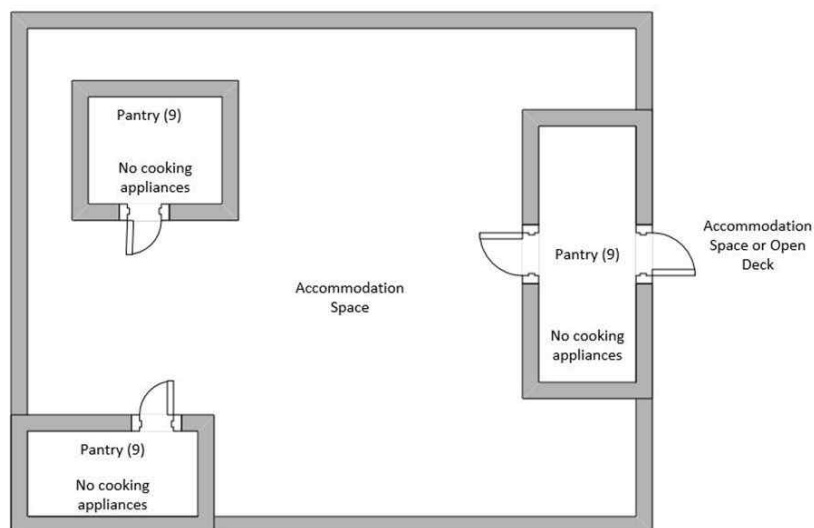 Pantry (9)
No cooking
appliances
Accommodation
Space
Pantry (9)
No cooking
appliances
Accommodation
Space or Open
Deck
Pantry (9)
No cooking
appliances